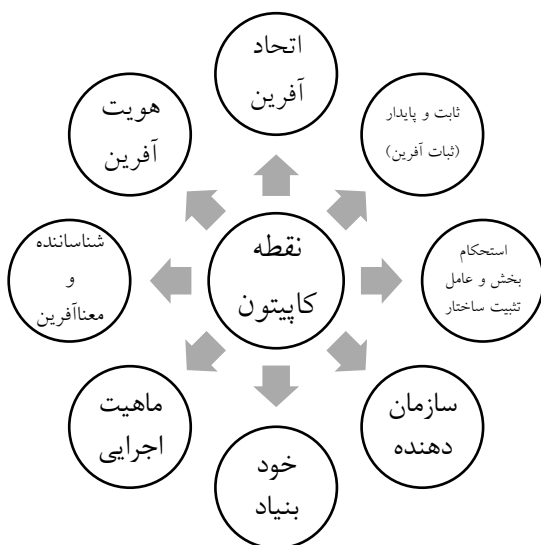 اتحاد
آفرین
ثابت و پایدار
(ثبات آفرین)
استحکام
بخش و عامل
تثبیت ساختار
سازمان
دهنده
خود
بنیاد
ماهیت
اجرایی
شناساننده
و
معناآفرین
هویت
آفرین
نقطه
کاپیتون